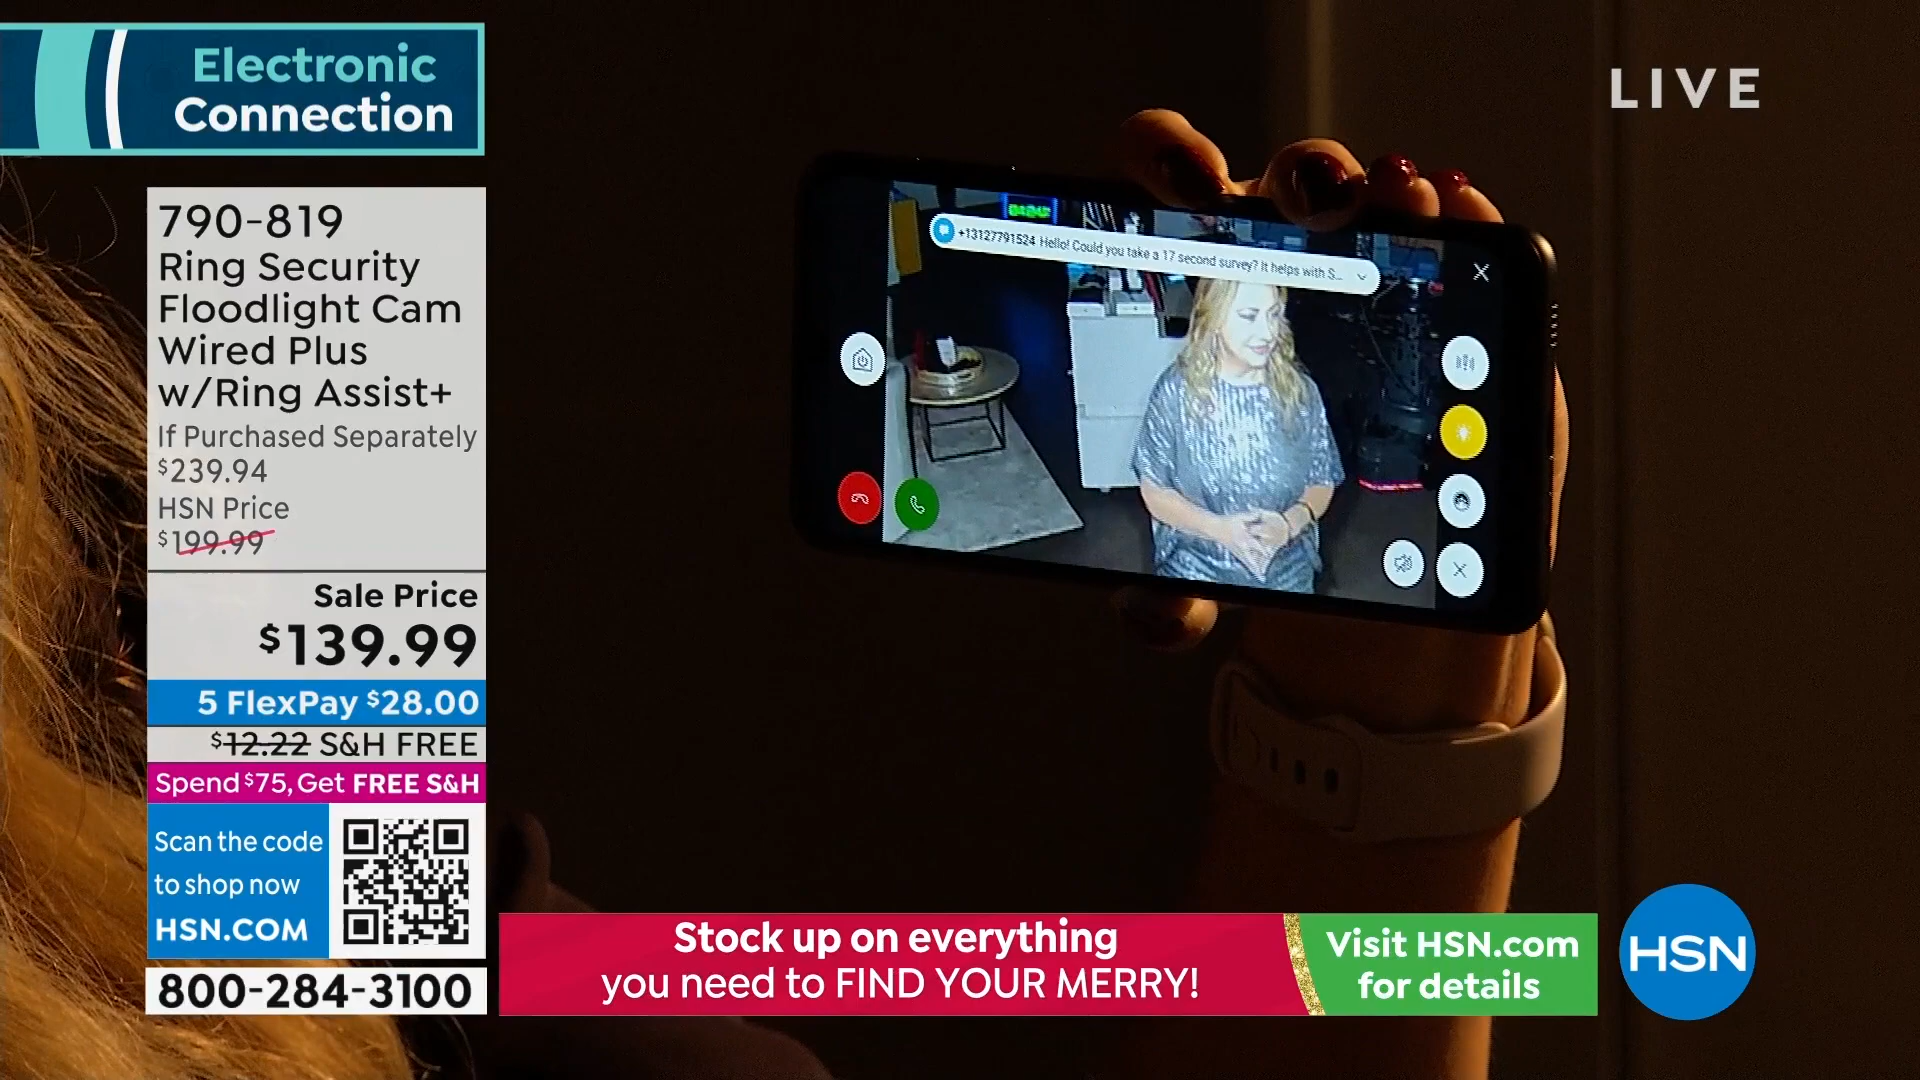 Electronic
Connection
LIVE
790-819
Ring Security
Floodlight Cam
Wired Plus
w/Ring Assist+
If Purchased Separately
$239.94
HSN Price
$199.99
Sale Price
$139.99
5 FlexPay $28.00
$12.22 S&H FREE
Spend $75, Get FREE S&H
Scan the code
to shop now
HSN.COM
800-284-3100
+13127791524 Hello! Could you take a 17 second survey? It helps with S...
Stock up on everything
you need to FIND YOUR MERRY!
Visit HSN.com
for details
HSN